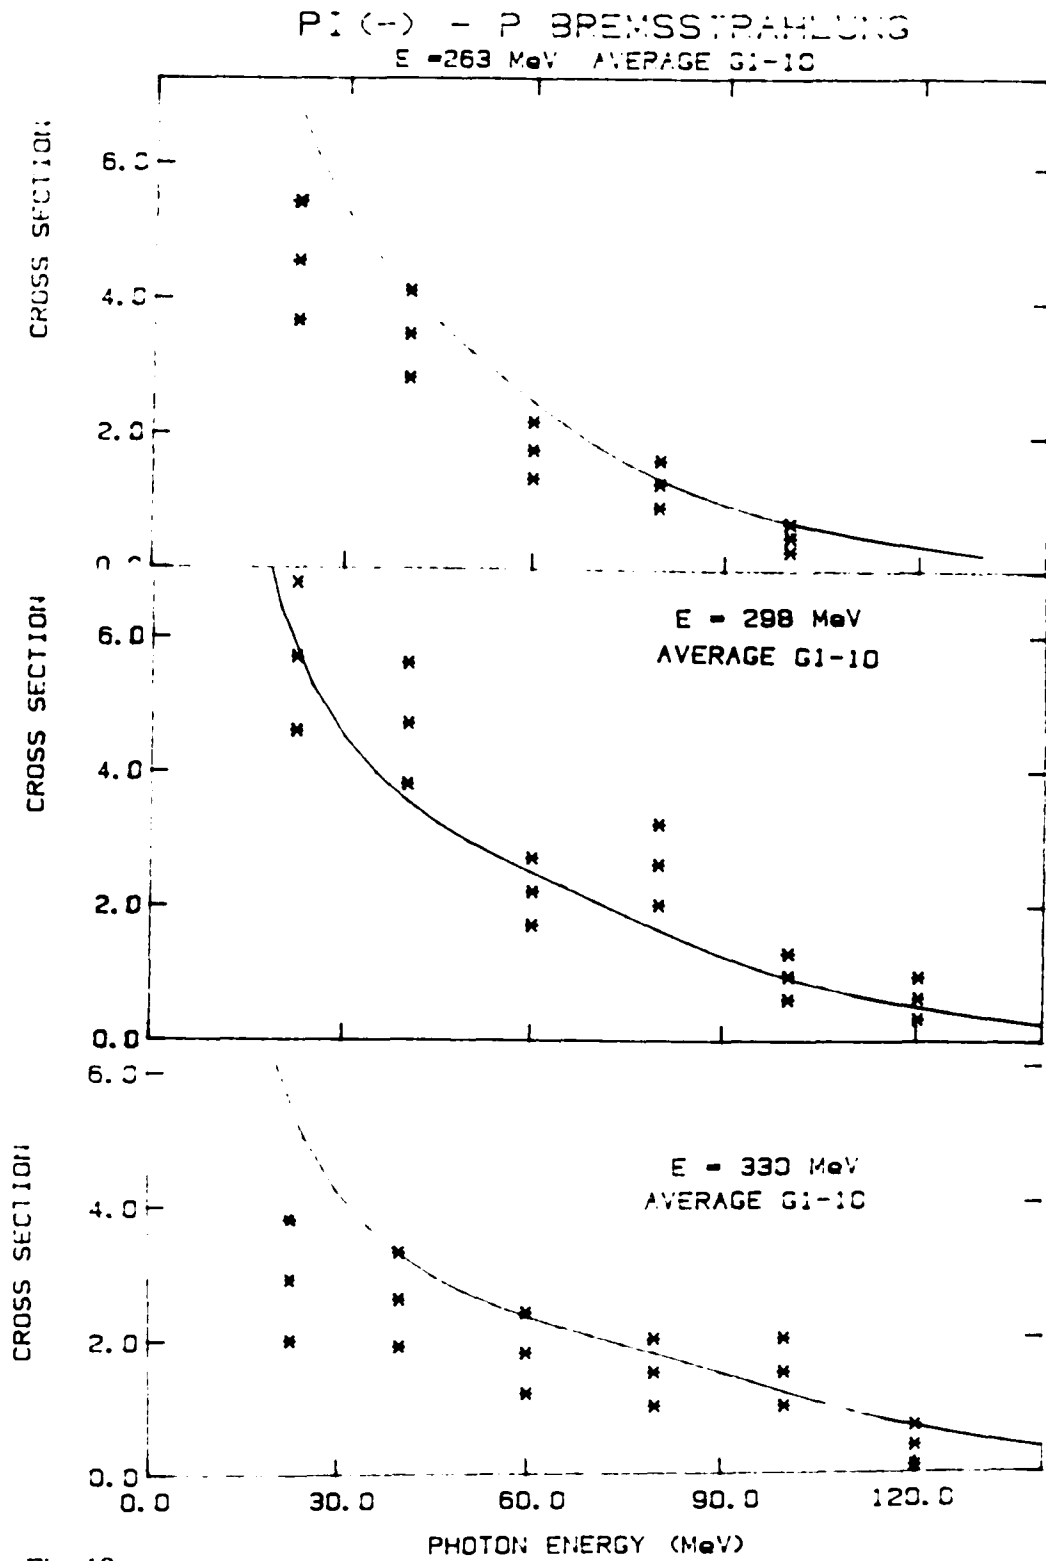 PI(-) - P BREMSSTRAHLUNG
E =263 MeV AVERAGE G1-10
CROSS SECTION
6.0
4.0
2.0
0.0
E = 298 MeV
AVERAGE G1-10
CROSS SECTION
6.0
4.0
2.0
0.0
E = 330 MeV
AVERAGE G1-10
CROSS SECTION
6.0
4.0
2.0
0.0
0.0 30.0 60.0 90.0 120.0
PHOTON ENERGY (MeV)